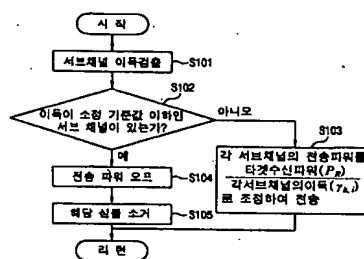 시 작
서브채널 이득검출
S101
S102
이득이 소정 기준값 이하인
서브 채널이 있는가?
아니오
예
S103
각 서브채널의 전송파워를
타겟수신파워(P_R)
각서브채널의이득(γ_k,i)
로 조정하여 전송
전송 파워 오프
S104
해당 심볼 소거
S105
리턴